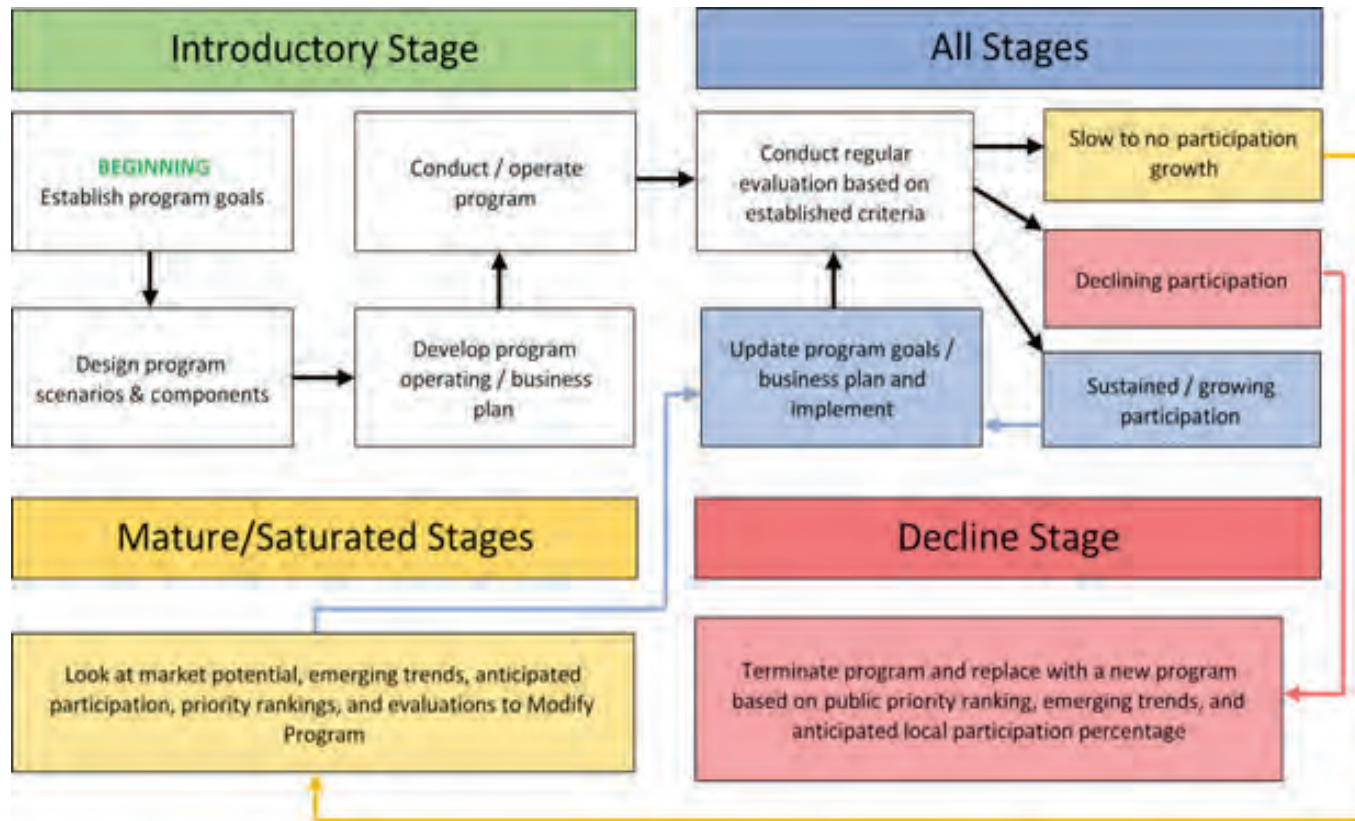 Introductory Stage
BEGINNING
Establish program goals
Conduct / operate
program
Design program
scenarios & components
Develop program
operating / business
plan
All Stages
Conduct regular
evaluation based on
established criteria
Slow to no participation
growth
Declining participation
Sustained / growing
participation
Update program goals /
business plan and
implement
Mature/Saturated Stages
Look at market potential, emerging trends, anticipated
participation, priority rankings, and evaluations to Modify
Program
Decline Stage
Terminate program and replace with a new program
based on public priority ranking, emerging trends, and
anticipated local participation percentage